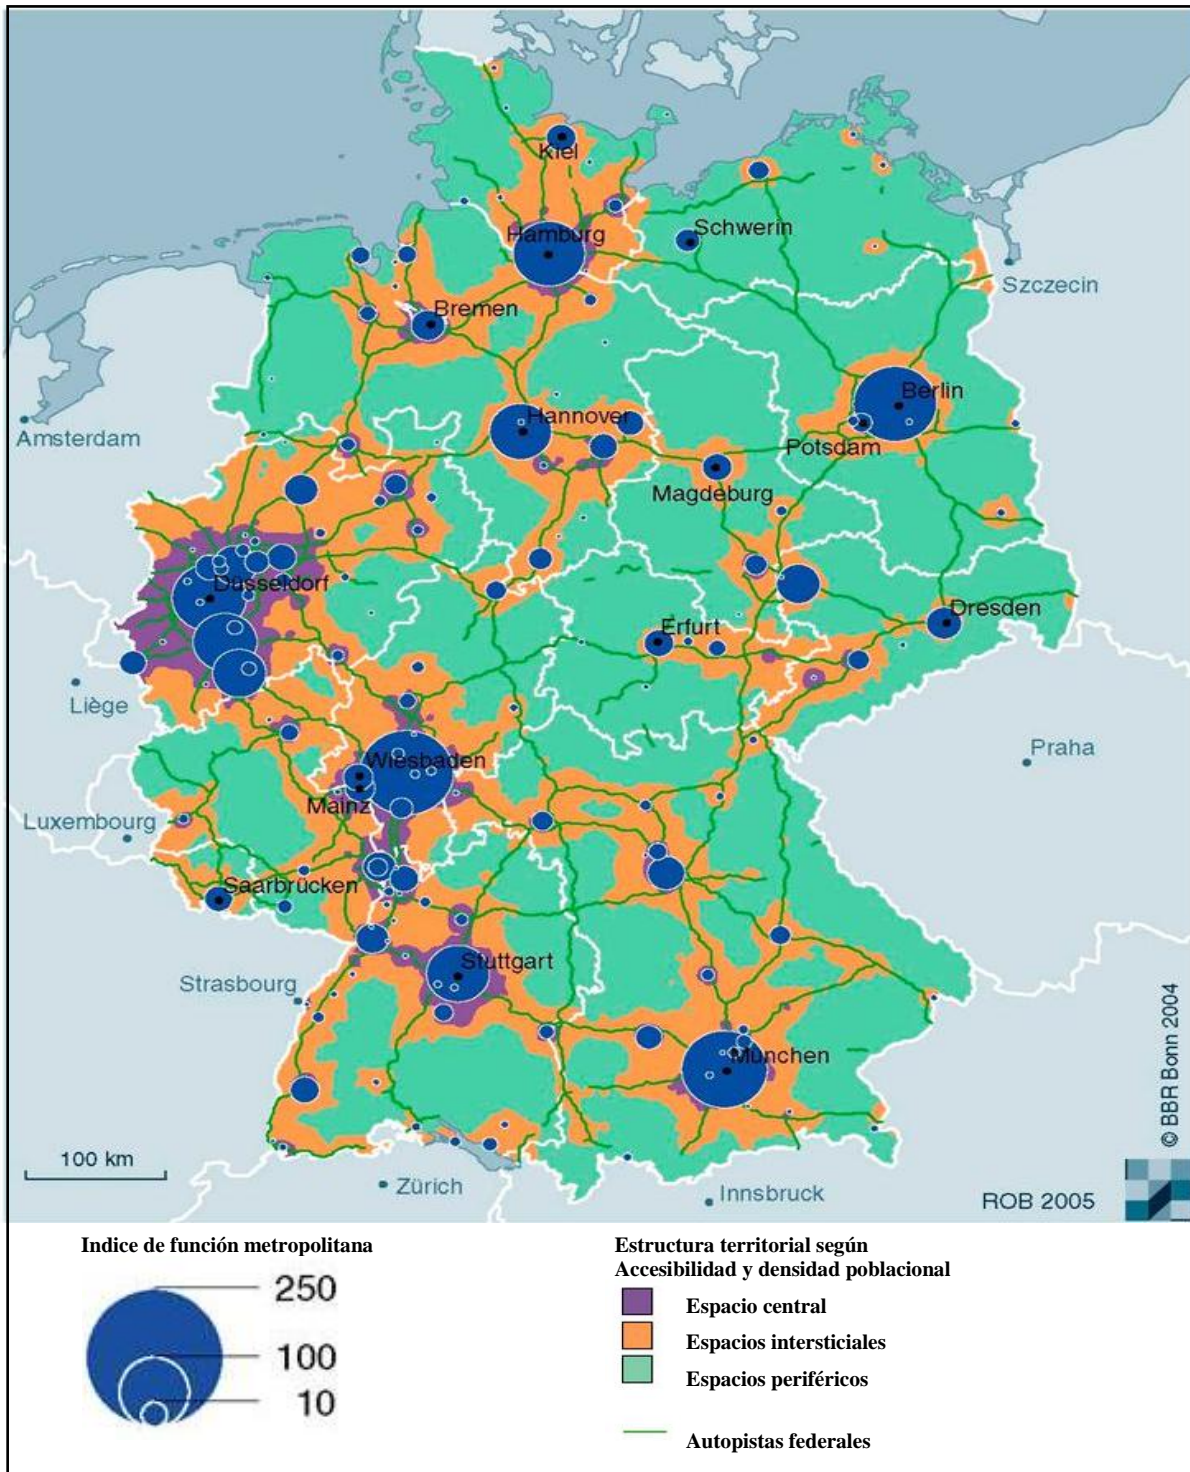 Kiel
Hamburg
Schwerin
Szczecin
Bremen
Berlin
Hannover
Amsterdam
Potsdam
Magdeburg
Düsseldorf
Dresden
Erfurt
Liège
Praha
Wiesbaden
Mainz
Luxembourg
Saarbrücken
Stuttgart
Strasbourg
München
© BBR Bonn 2004
100 km
Zürich
Innsbruck
ROB 2005
Indice de función metropolitana
250
100
10
Estructura territorial según
Accesibilidad y densidad poblacional
Espacio central
Espacios intersticiales
Espacios periféricos
Autopistas federales